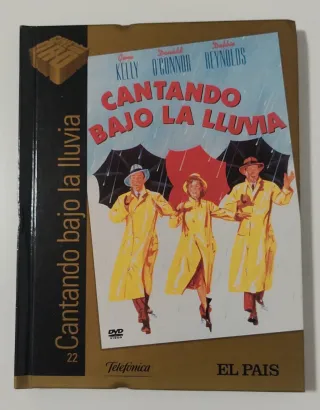 Gene Donald Debbie
KELLY O'CONNOR REYNOLDS
CANTANDO
BAJO LA LLUVIA
22 Cantando bajo la lluvia
DVD
VIDEO
Telefónica
EL PAIS